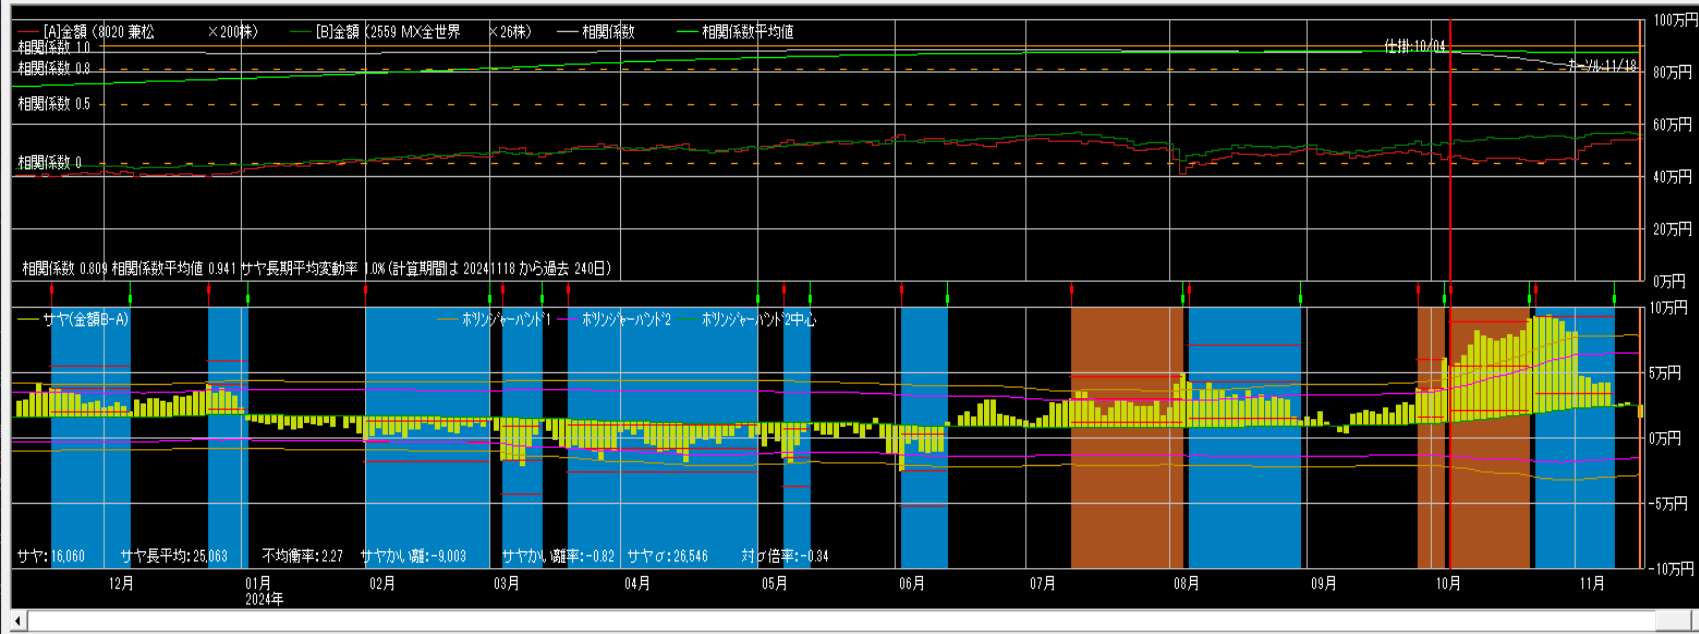 [A]金額 (8020 兼松 ×200株) [B]金額 (2559 MX全世界 ×26株) 相関係数 相関係数平均値
100万円
相関係数 1.0
仕掛:10/04
相関係数 0.8
カーソル:11/18
80万円
相関係数 0.5
60万円
相関係数 0
40万円
20万円
相関係数 0.809 相関係数平均値 0.941 サヤ長期平均変動率 1.0% (計算期間は 20241118 から過去 240日)
0万円
10万円
サヤ(金額B-A) ボリンジャーバンド1 ボリンジャーバンド2 ボリンジャーバンド2中心
5万円
0万円
-5万円
サヤ:16,060 サヤ長平均:25,063 不均衡率:2.27 サヤかい離:-9,003 サヤかい離率:-0.82 サヤσ:26,546 対σ倍率:-0.34
-10万円
12月 01月 02月 03月 04月 05月 06月 07月 08月 09月 10月 11月
2024年